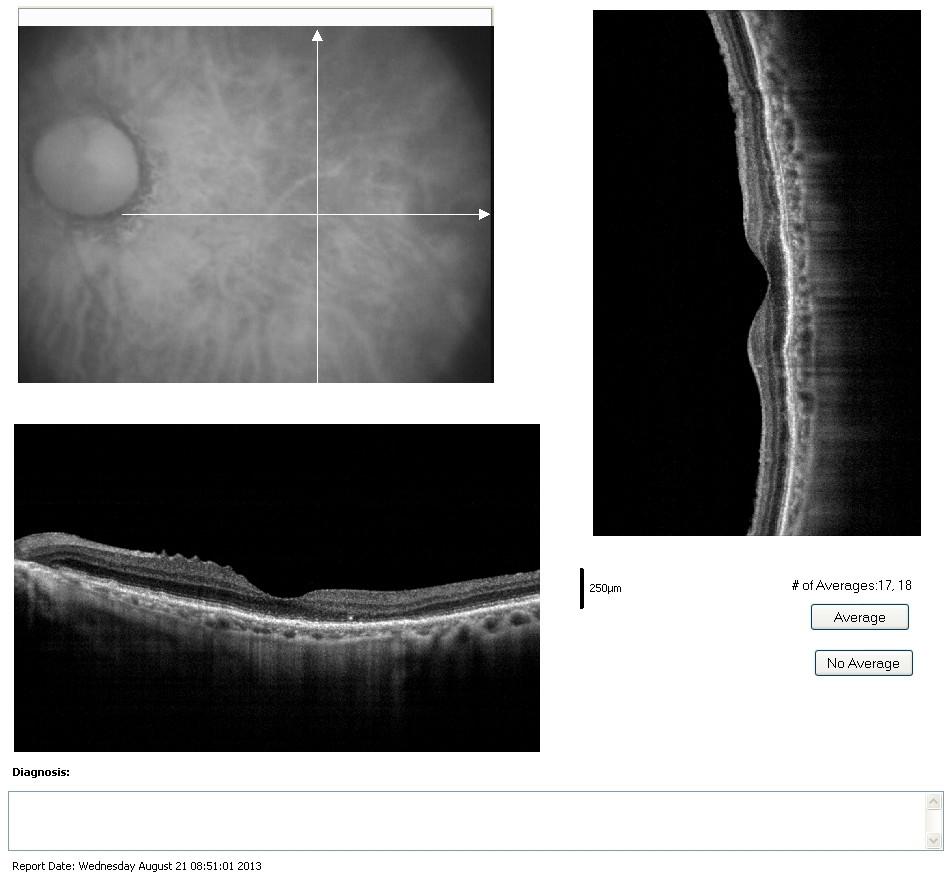 250µm
# of Averages:17, 18
Average
No Average
Diagnosis:
Report Date: Wednesday August 21 08:51:01 2013